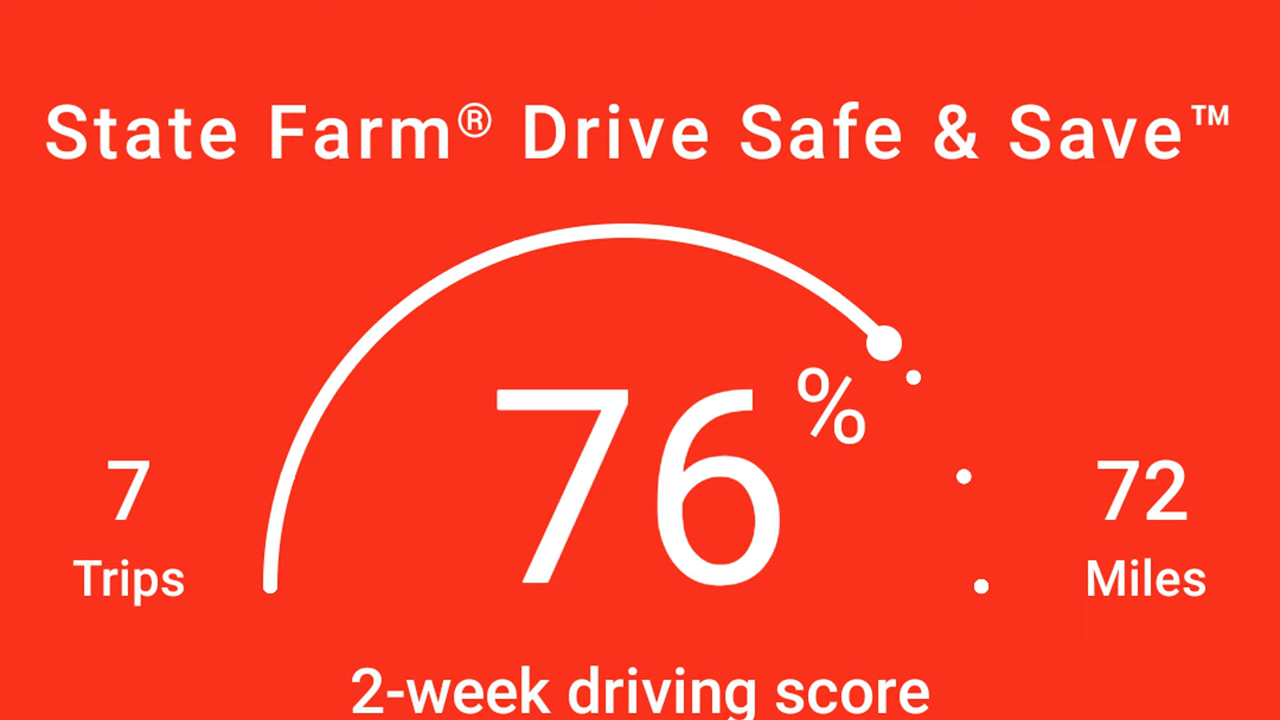 State Farm® Drive Safe & Save™
76%
7
Trips
72
Miles
2-week driving score